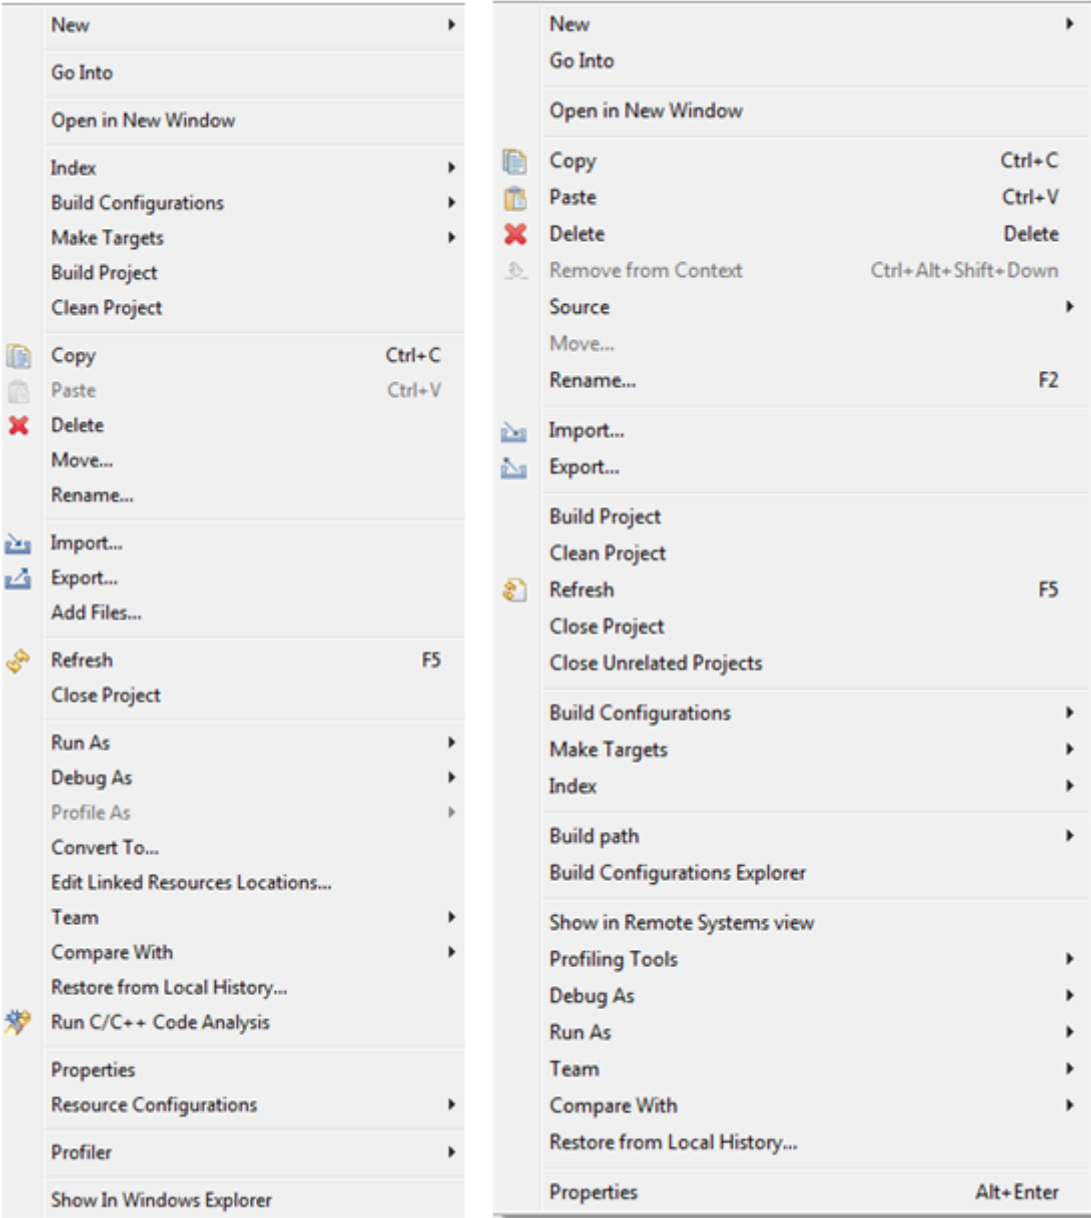 New
Go Into
Open in New Window
Index
Build Configurations
Make Targets
Build Project
Clean Project
Copy Ctrl+C
Paste Ctrl+V
Delete
Move...
Rename...
Import...
Export...
Add Files...
Refresh F5
Close Project
Run As
Debug As
Profile As
Convert To...
Edit Linked Resources Locations...
Team
Compare With
Restore from Local History...
Run C/C++ Code Analysis
Properties
Resource Configurations
Profiler
Show In Windows Explorer
New
Go Into
Open in New Window
Copy Ctrl+C
Paste Ctrl+V
Delete Delete
Remove from Context Ctrl+Alt+Shift+Down
Source
Move...
Rename... F2
Import...
Export...
Build Project
Clean Project
Refresh F5
Close Project
Close Unrelated Projects
Build Configurations
Make Targets
Index
Build path
Build Configurations Explorer
Show in Remote Systems view
Profiling Tools
Debug As
Run As
Team
Compare With
Restore from Local History...
Properties Alt+Enter